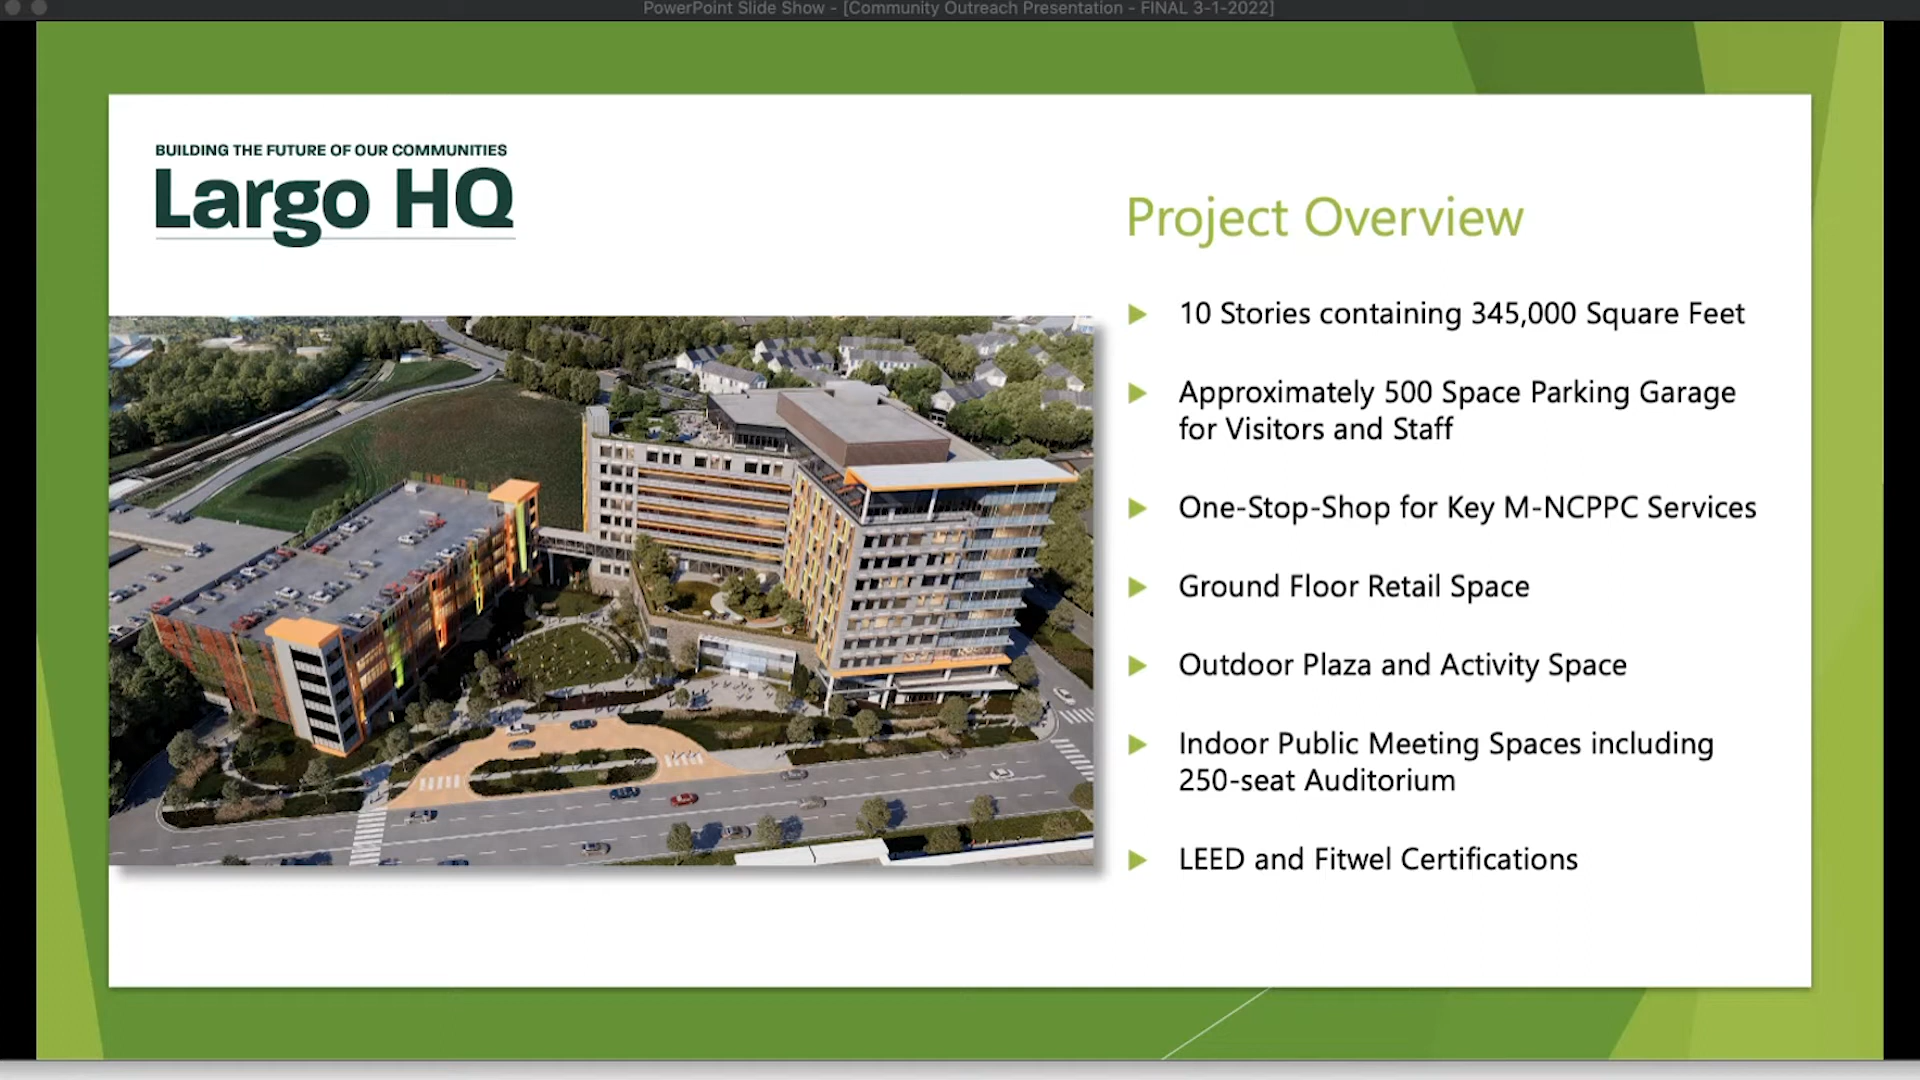 PowerPoint Slide Show - [Community Outreach Presentation - FINAL 3-1-2022]
BUILDING THE FUTURE OF OUR COMMUNITIES
Largo HQ
Project Overview
10 Stories containing 345,000 Square Feet
Approximately 500 Space Parking Garage
for Visitors and Staff
One-Stop-Shop for Key M-NCPPC Services
Ground Floor Retail Space
Outdoor Plaza and Activity Space
Indoor Public Meeting Spaces including
250-seat Auditorium
LEED and Fitwel Certifications